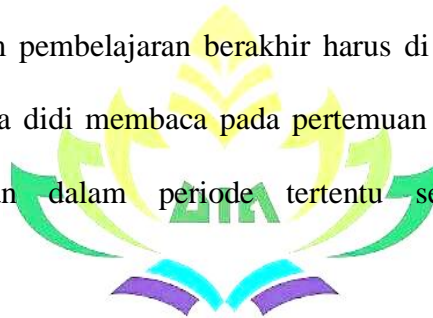 pembelajaran berakhir harus di
didi membaca pada pertemuan
dalam periode tertentu